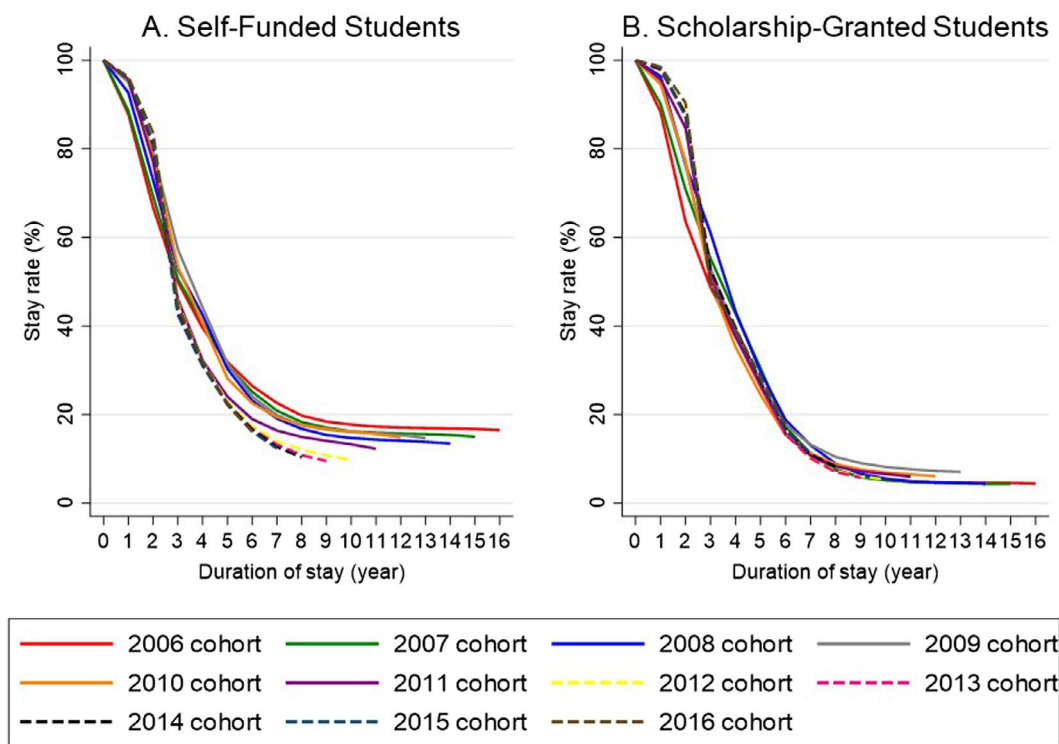 A. Self-Funded Students
B. Scholarship-Granted Students
Stay rate (%)
100
80
60
40
20
0
0 1 2 3 4 5 6 7 8 9 10 11 12 13 14 15 16
Duration of stay (year)
Stay rate (%)
100
80
60
40
20
0
0 1 2 3 4 5 6 7 8 9 10 11 12 13 14 15 16
Duration of stay (year)
2006 cohort 2007 cohort 2008 cohort 2009 cohort
2010 cohort 2011 cohort 2012 cohort 2013 cohort
2014 cohort 2015 cohort 2016 cohort